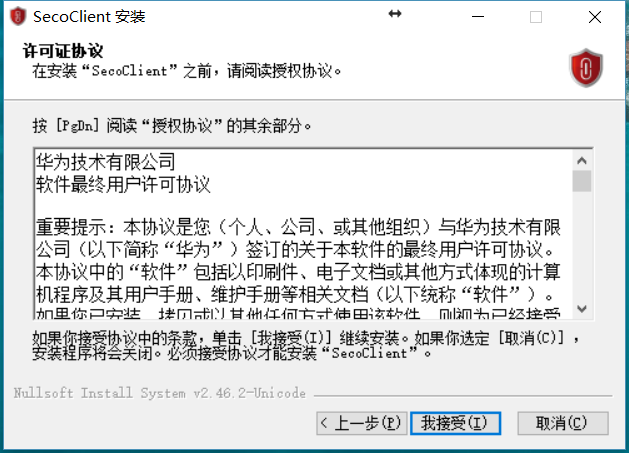 SecoClient 安装
许可证协议
在安装“SecoClient”之前，请阅读授权协议。
按 [PgDn] 阅读“授权协议”的其余部分。
华为技术有限公司
软件最终用户许可协议
重要提示：本协议是您（个人、公司、或其他组织）与华为技术有限
公司（以下简称“华为”）签订的关于本软件的最终用户许可协议。
本协议中的“软件”包括以印刷件、电子文档或其他方式体现的计算
机程序及其用户手册、维护手册等相关文档（以下统称“软件”）。
如果你已安装、拷贝或以其他任何方式使用该软件，则视为已经接受
如果你接受协议中的条款，单击 [我接受(I)] 继续安装。如果你选定 [取消(C)] ，
安装程序将会关闭。必须接受协议才能安装“SecoClient”。
Nullsoft Install System v2.46.2-Unicode
< 上一步(P) 我接受(I) 取消(C)